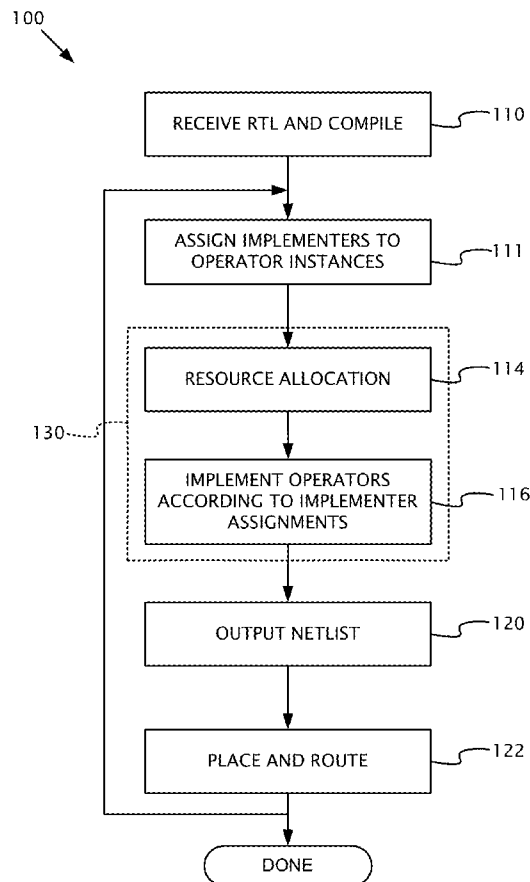 100
RECEIVE RTL AND COMPILE
110
ASSIGN IMPLEMENTERS TO
OPERATOR INSTANCES
111
RESOURCE ALLOCATION
114
130
IMPLEMENT OPERATORS
ACCORDING TO IMPLEMENTER
ASSIGNMENTS
116
OUTPUT NETLIST
120
PLACE AND ROUTE
122
DONE